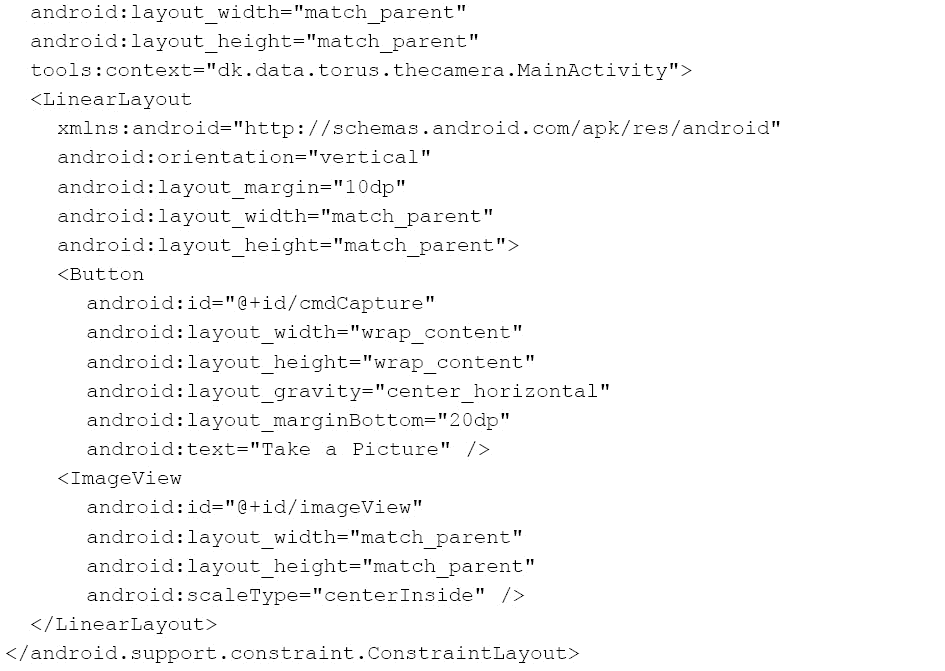 android:layout_width="match_parent"
android:layout_height="match_parent"
tools:context="dk.data.torus.thecamera.MainActivity">
<LinearLayout
xmlns:android="http://schemas.android.com/apk/res/android"
android:orientation="vertical"
android:layout_margin="10dp"
android:layout_width="match_parent"
android:layout_height="match_parent">
<Button
android:id="@+id/cmdCapture"
android:layout_width="wrap_content"
android:layout_height="wrap_content"
android:layout_gravity="center_horizontal"
android:layout_marginBottom="20dp"
android:text="Take a Picture" />
<ImageView
android:id="@+id/imageView"
android:layout_width="match_parent"
android:layout_height="match_parent"
android:scaleType="centerInside" />
</LinearLayout>
</android.support.constraint.ConstraintLayout>